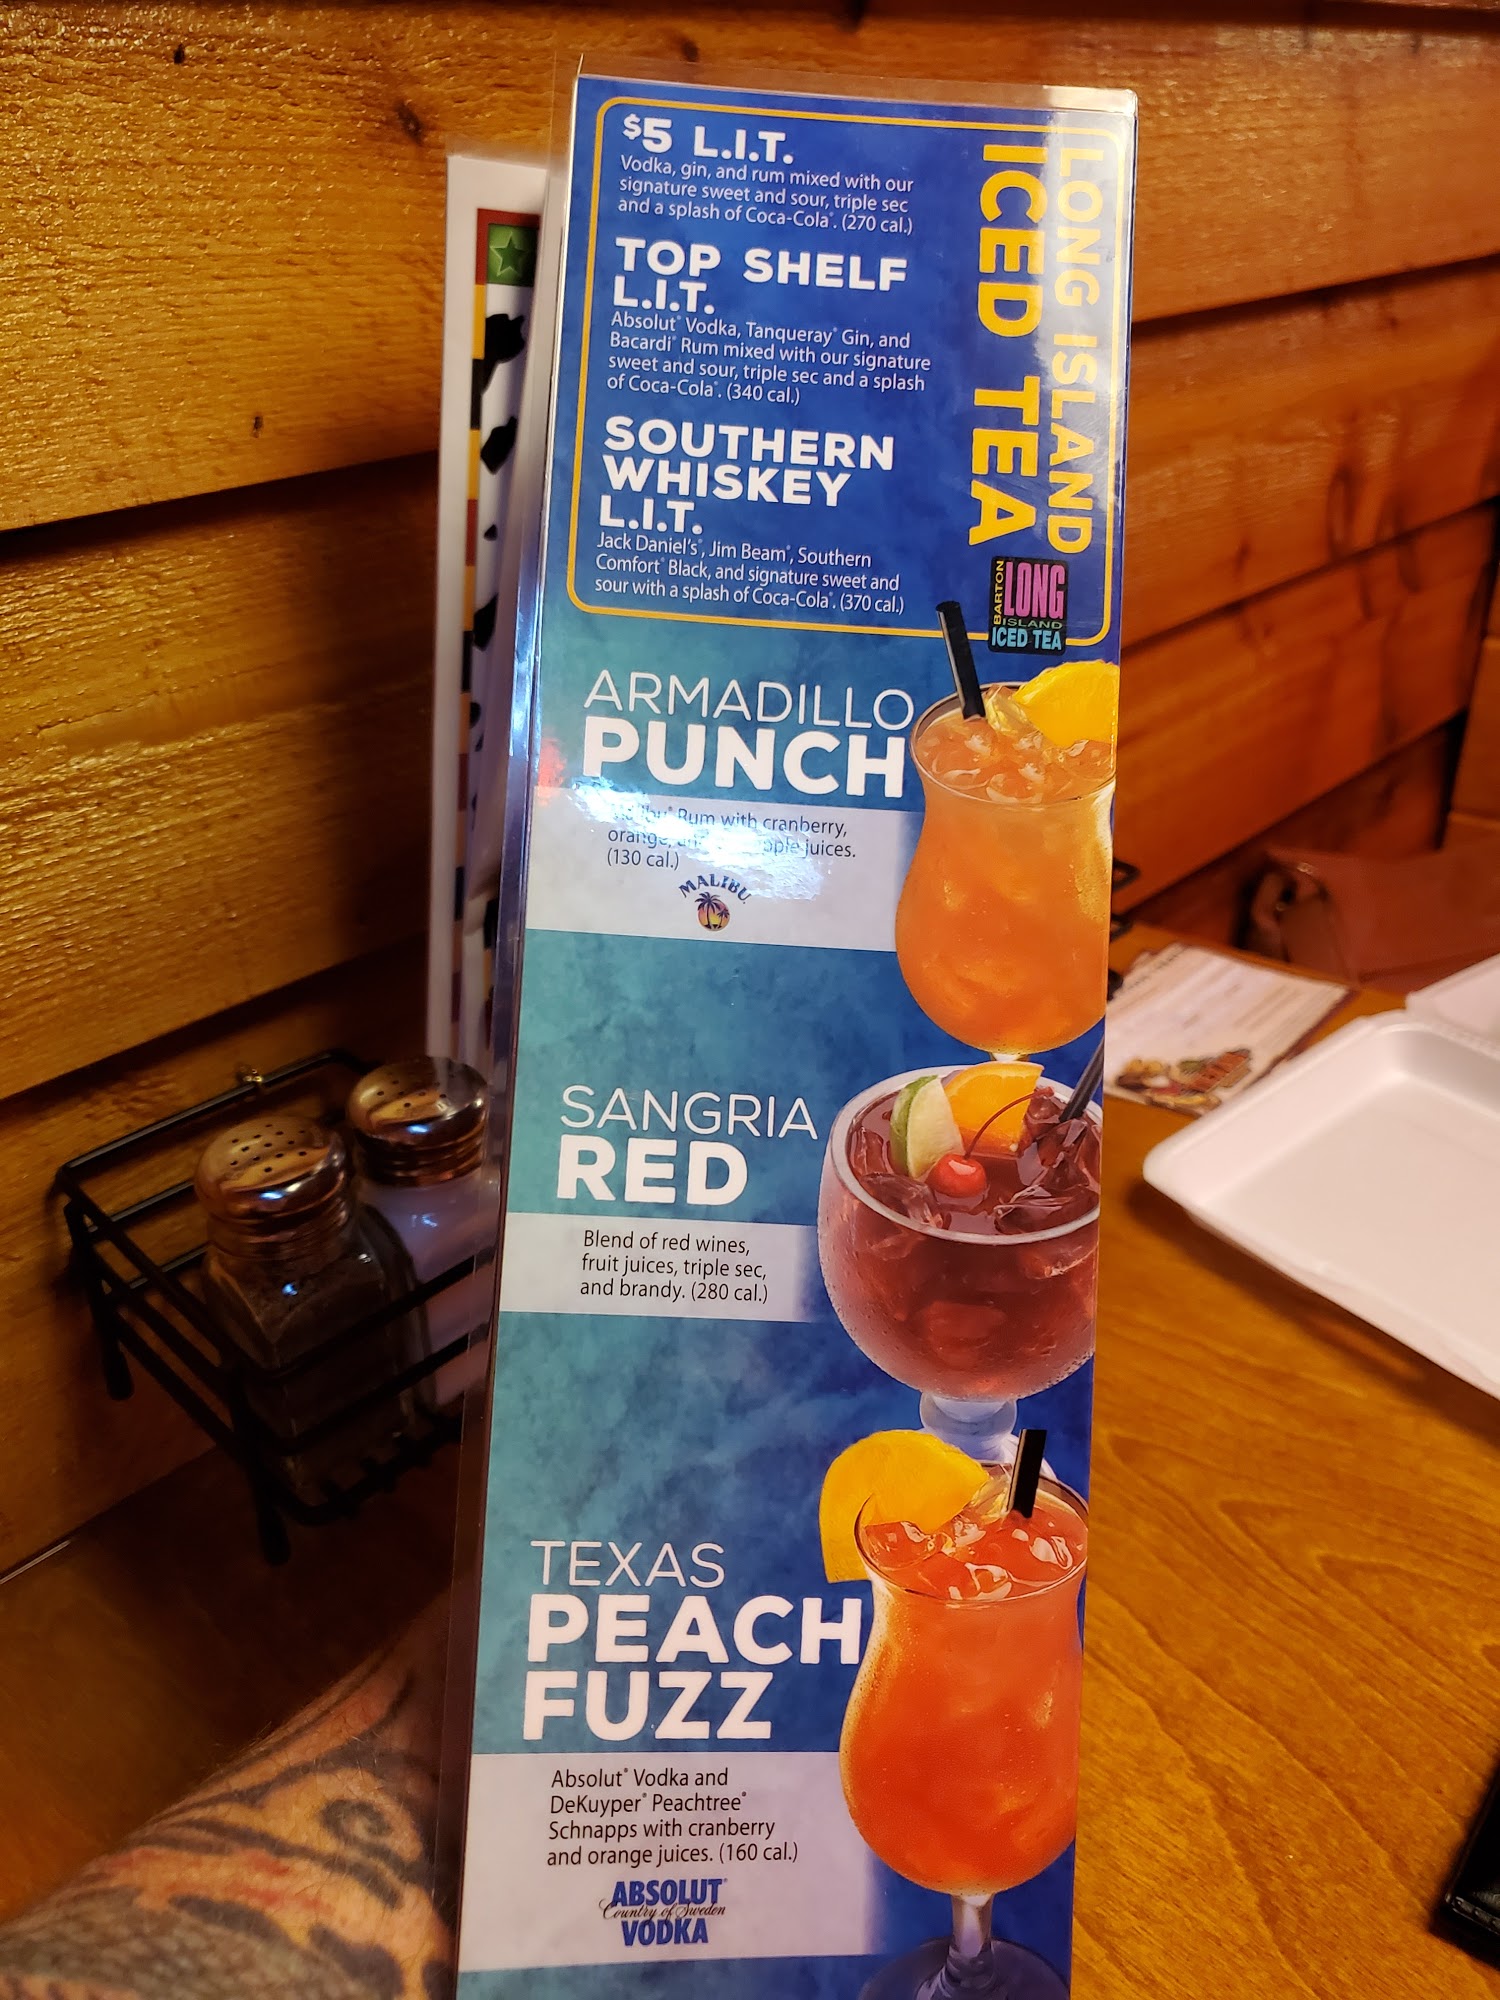 $5 L.I.T.
Vodka, gin, and rum mixed with our
signature sweet and sour, triple sec
and a splash of Coca-Cola®. (270 cal.)
TOP SHELF
L.I.T.
Absolut® Vodka, Tanqueray® Gin, and
Bacardi® Rum mixed with our signature
sweet and sour, triple sec and a splash
of Coca-Cola®. (340 cal.)
SOUTHERN
WHISKEY
L.I.T.
Jack Daniel's®, Jim Beam®, Southern
Comfort® Black, and signature sweet and
sour with a splash of Coca-Cola®. (370 cal.)
LONG ISLAND
ICED TEA
BARTON
LONG
ISLAND
ICED TEA
ARMADILLO
PUNCH
Rum with cranberry,
orange, juices.
(130 cal.)
MALIBU
SANGRIA
RED
Blend of red wines,
fruit juices, triple sec,
and brandy. (280 cal.)
TEXAS
PEACH
FUZZ
Absolut® Vodka and
DeKuyper® Peachtree®
Schnapps with cranberry
and orange juices. (160 cal.)
ABSOLUT®
Country of Sweden
VODKA